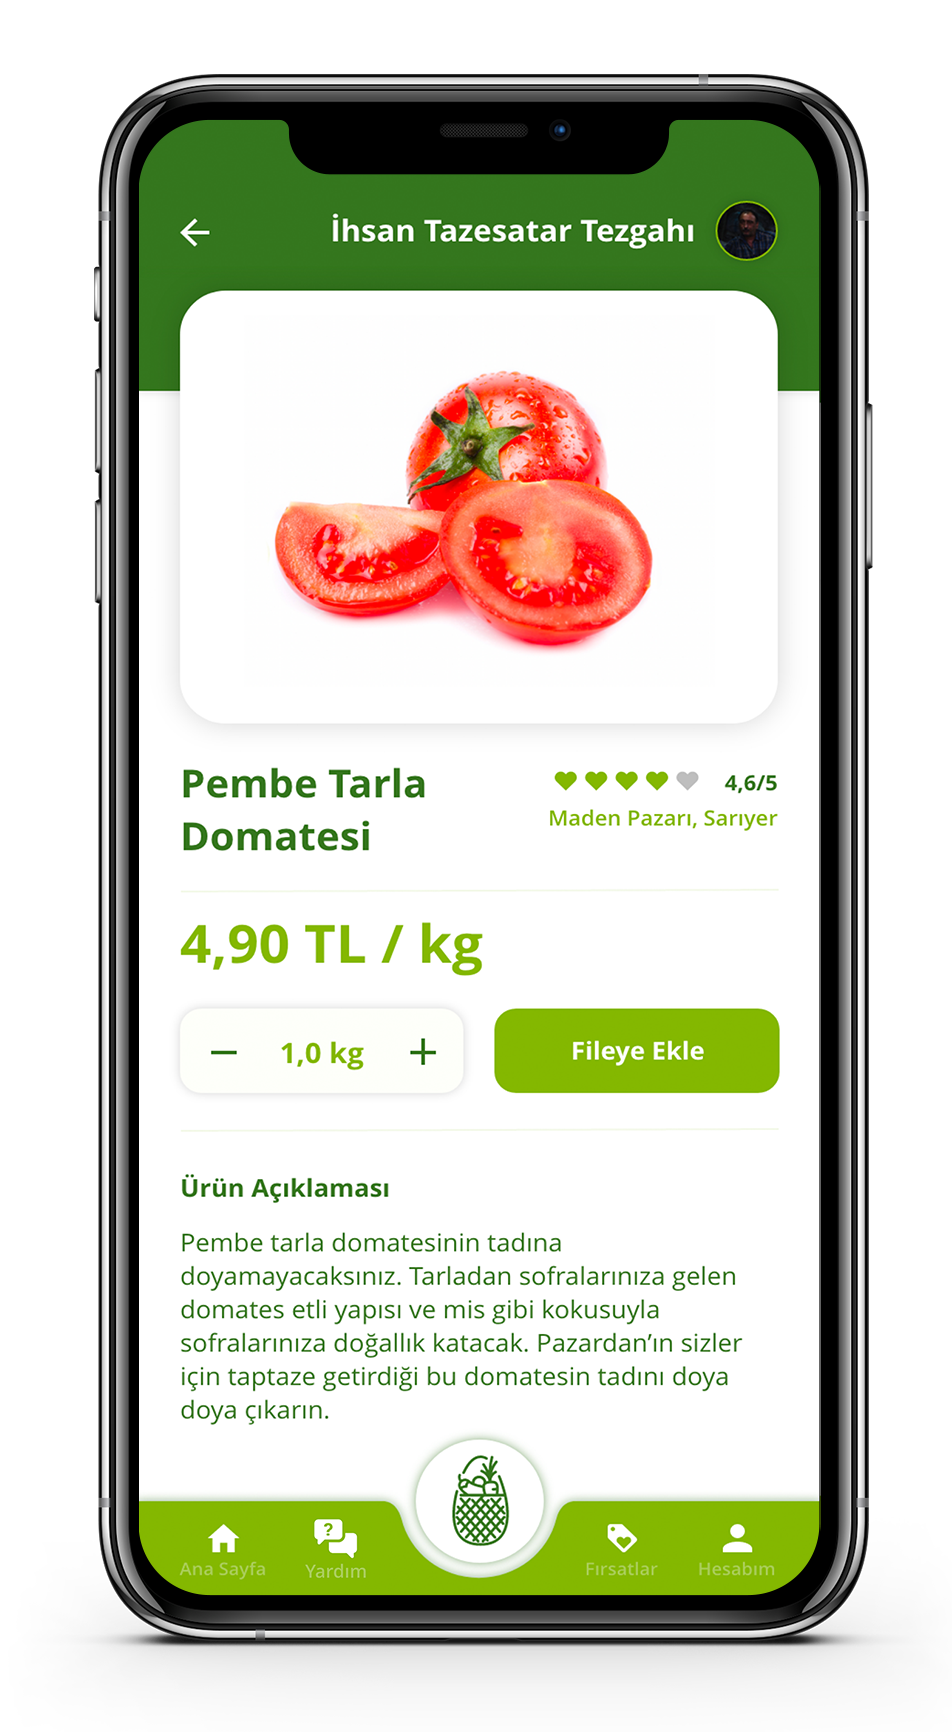 İhsan Tazesatar Tezgahı
Pembe Tarla
Domatesi
4,6/5
Maden Pazarı, Sarıyer
4,90 TL / kg
− 1,0 kg +
Fileye Ekle
Ürün Açıklaması
Pembe tarla domatesinin tadına
doyamayacaksınız. Tarladan sofralarınıza gelen
domates etli yapısı ve mis gibi kokusuyla
sofralarınıza doğallık katacak. Pazardan’ın sizler
için taptaze getirdiği bu domatesin tadını doya
doya çıkarın.
?
Ana Sayfa
Yardım
Fırsatlar
Hesabım